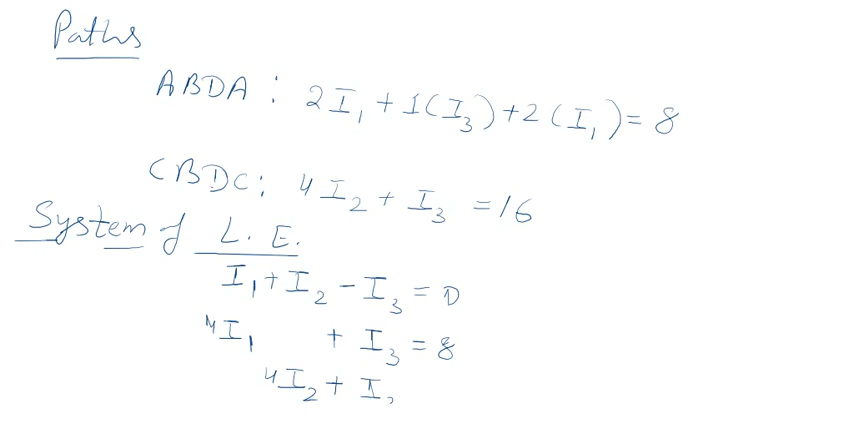 Paths
ABDA : 2I₁ + 1(I₃) + 2(I₁) = 8
CBDC : 4I₂ + I₃ = 16
System of L. E.
I₁ + I₂ - I₃ = 0
4I₁ + I₃ = 8
4I₂ + I